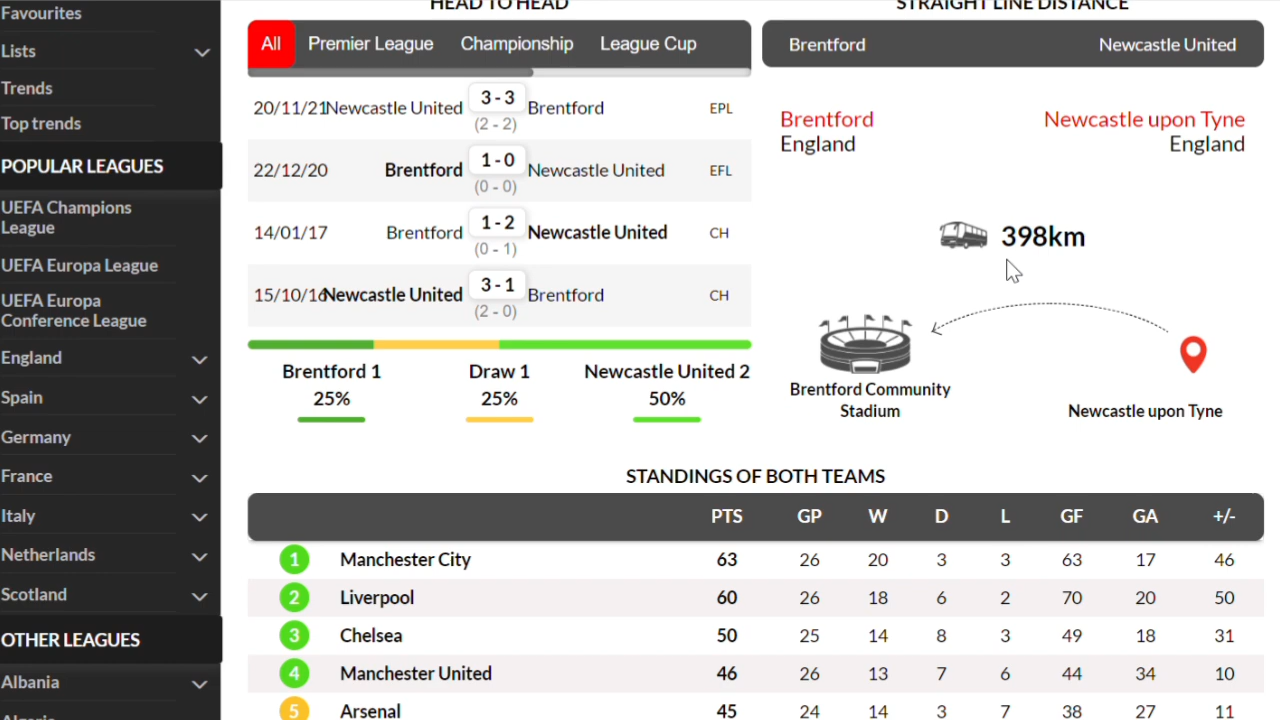 HEAD TO HEAD
STRAIGHT LINE DISTANCE
Favourites
Lists
Trends
Top trends
POPULAR LEAGUES
UEFA Champions
League
UEFA Europa League
UEFA Europa
Conference League
England
Spain
Germany
France
Italy
Netherlands
Scotland
OTHER LEAGUES
Albania
All Premier League Championship League Cup
20/11/21 Newcastle United 3 - 3 Brentford EPL
(2 - 2)
22/12/20 Brentford 1 - 0 Newcastle United EFL
(0 - 0)
14/01/17 Brentford 1 - 2 Newcastle United CH
(0 - 1)
15/10/16 Newcastle United 3 - 1 Brentford CH
(2 - 0)
Brentford 1 Draw 1 Newcastle United 2
25% 25% 50%
Brentford Newcastle United
Brentford Newcastle upon Tyne
England England
398km
Brentford Community
Stadium
Newcastle upon Tyne
STANDINGS OF BOTH TEAMS
PTS GP W D L GF GA +/-
1 Manchester City 63 26 20 3 3 63 17 46
2 Liverpool 60 26 18 6 2 70 20 50
3 Chelsea 50 25 14 8 3 49 18 31
4 Manchester United 46 26 13 7 6 44 34 10
5 Arsenal 45 24 14 3 7 38 27 11